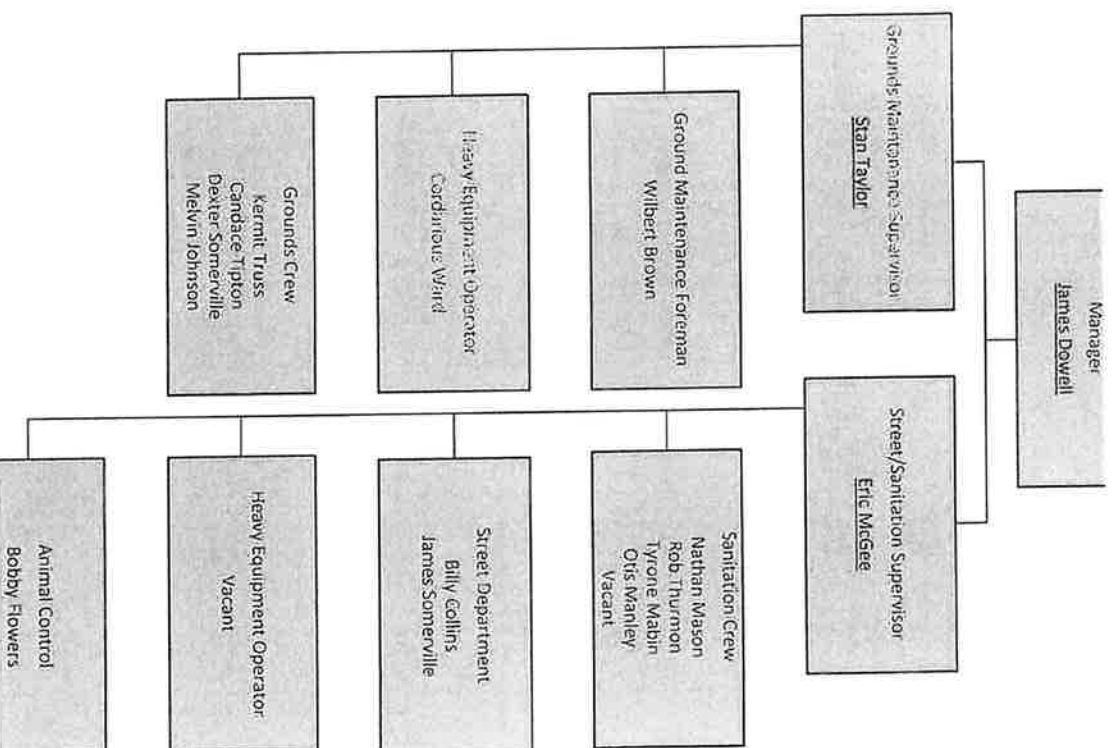 Manager
James Dowell
Grounds Maintanance Supervisor
Stan Taylor
Ground Maintenance Foreman
Wilbert Brown
Heavy Equipment Operator
Cordarious Ward
Grounds Crew
Kermit Truss
Candace Tipton
Dexter Somerville
Melvin Johnson
Street/Sanitation Supervisor
Eric McGee
Sanitation Crew
Nathan Mason
Rob Thurmon
Tyrone Mabin
Otis Manley
Vacant
Street Department
Billy Collins
James Somerville
Heavy Equipment Operator
Vacant
Animal Control
Bobby Flowers